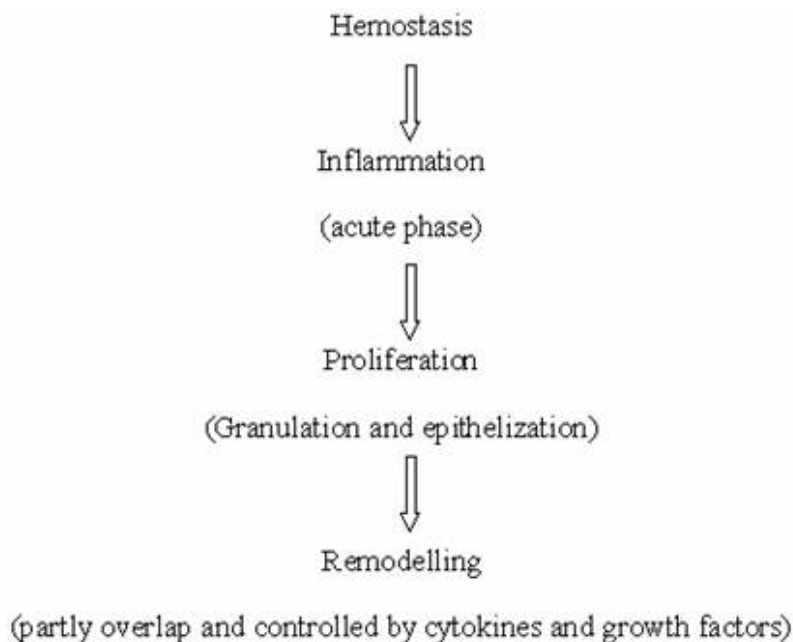 Hemostasis
Inflammation
(acute phase)
Proliferation
(Granulation and epithelization)
Remodelling
(partly overlap and controlled by cytokines and growth factors)